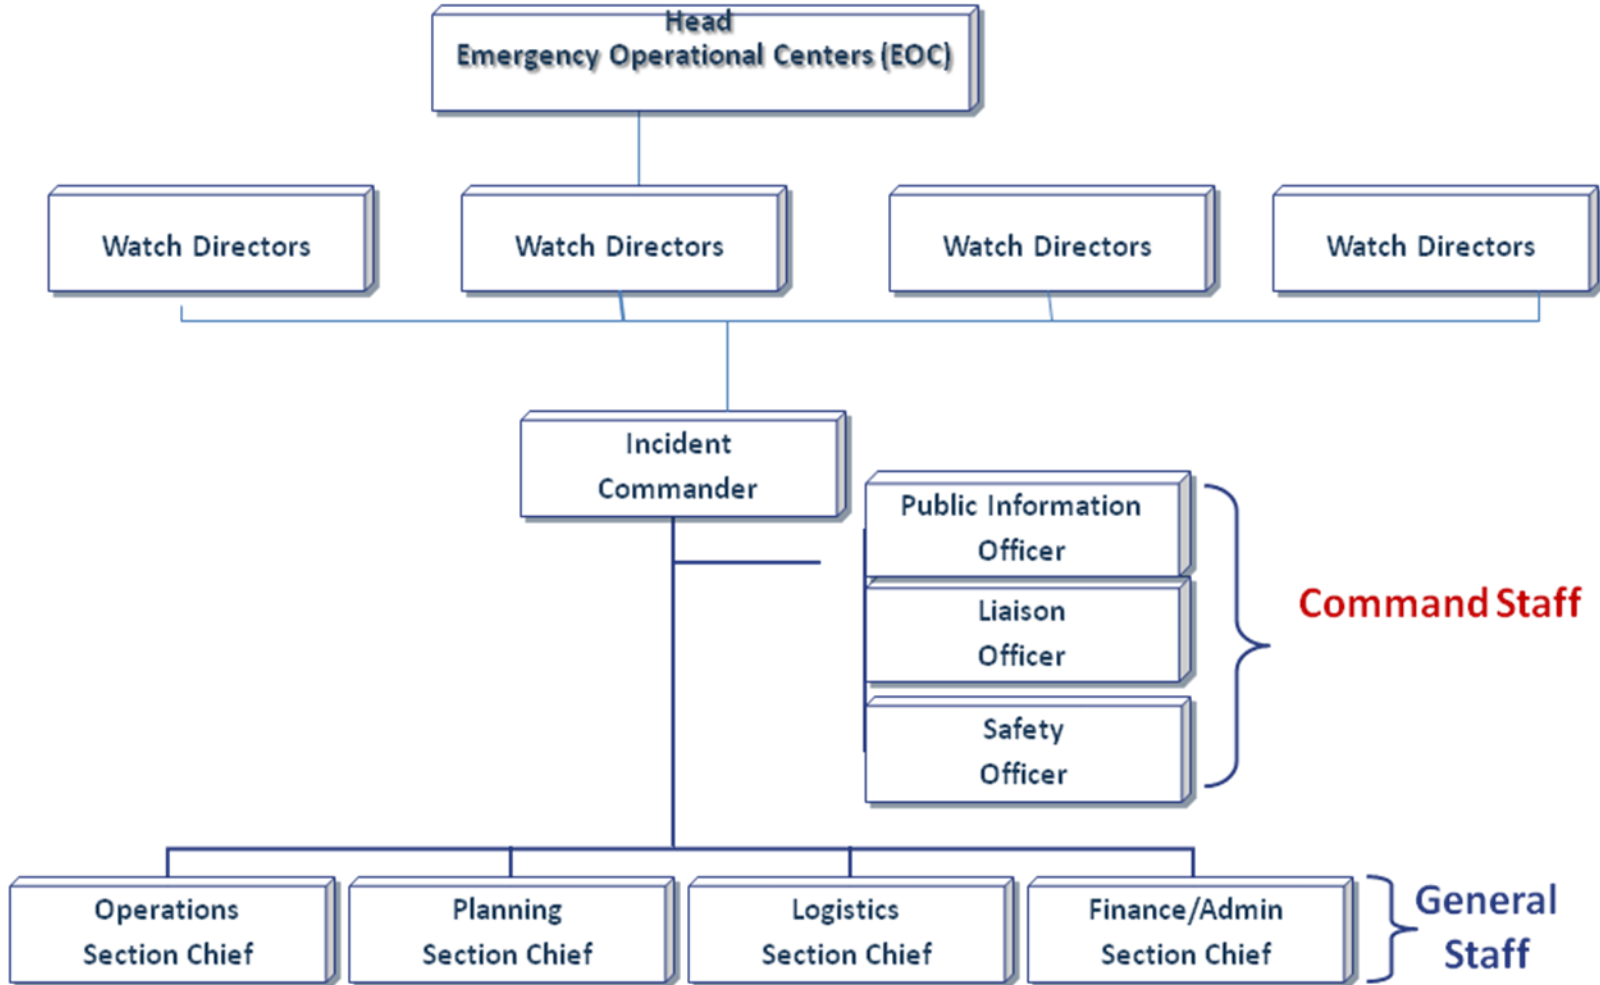 Head
Emergency Operational Centers (EOC)
Watch Directors
Watch Directors
Watch Directors
Watch Directors
Incident
Commander
Public Information
Officer
Liaison
Officer
Safety
Officer
Command Staff
Operations
Section Chief
Planning
Section Chief
Logistics
Section Chief
Finance/Admin
Section Chief
General
Staff